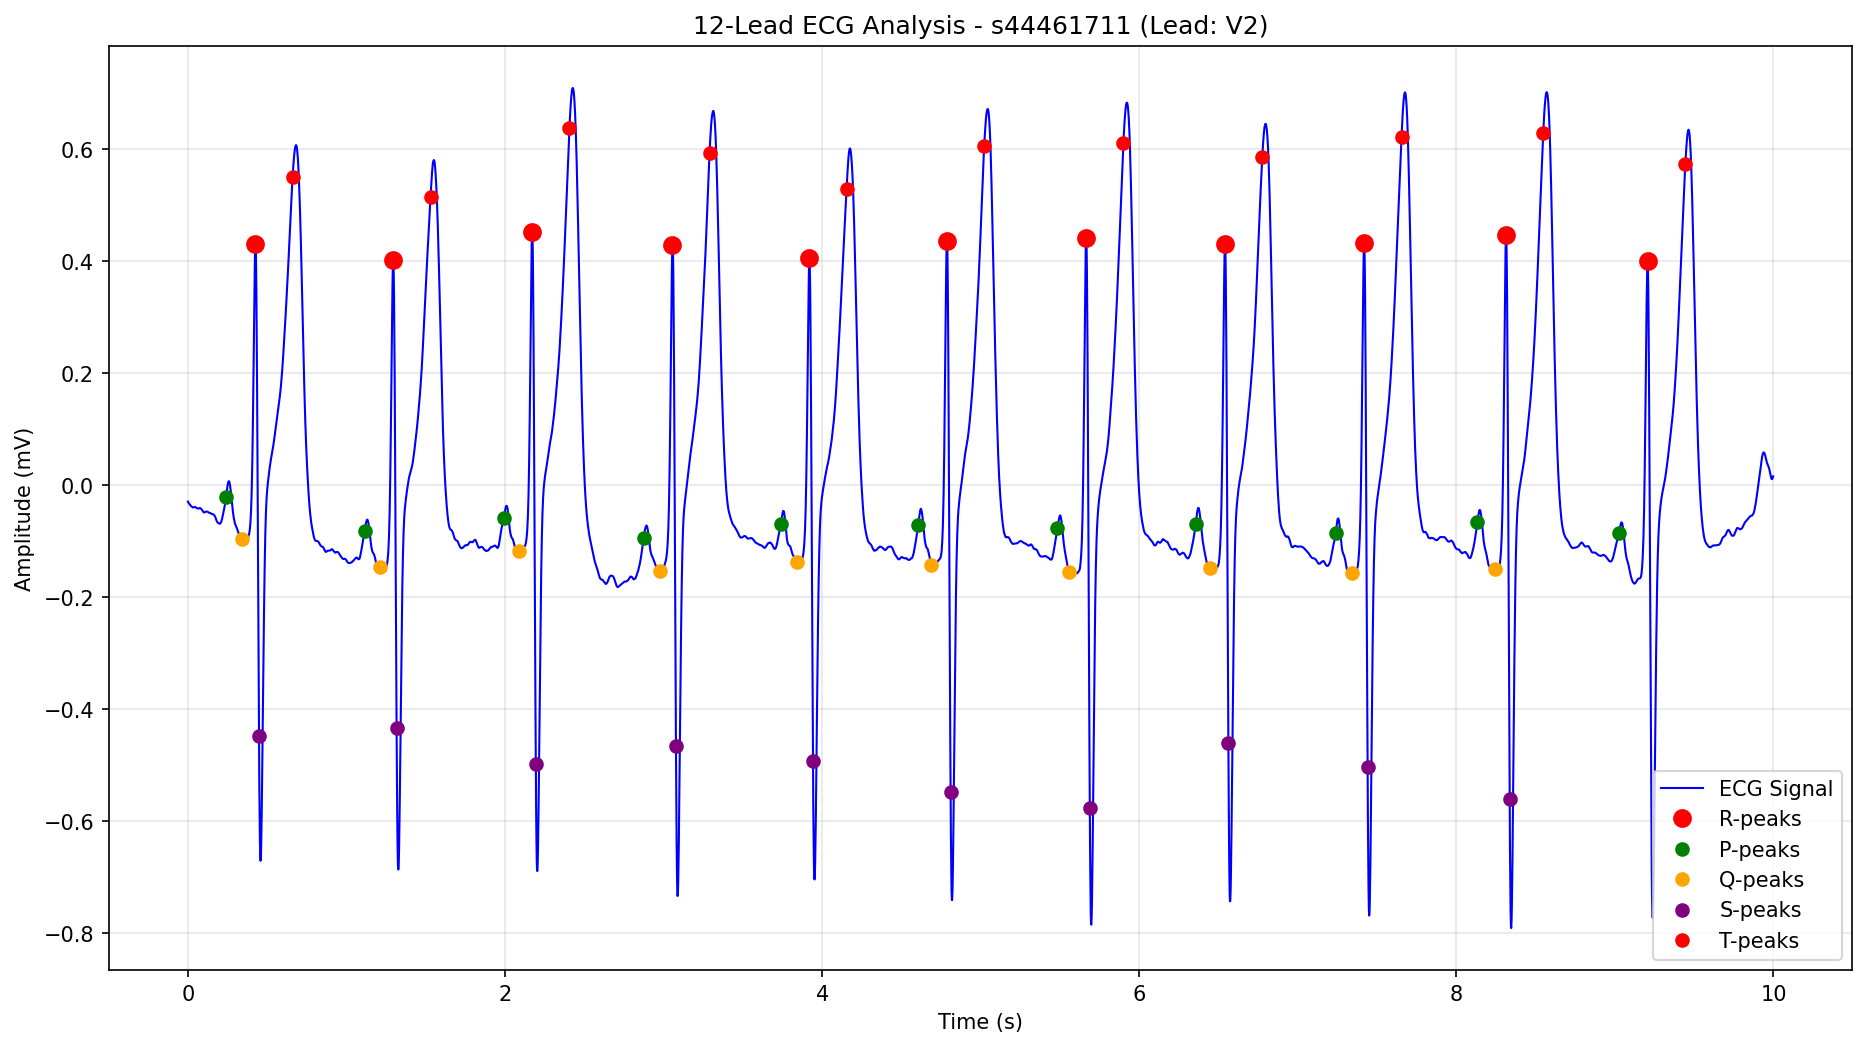 12-Lead ECG Analysis - s44461711 (Lead: V2)
Amplitude (mV)
0.6
0.4
0.2
0.0
−0.2
−0.4
−0.6
−0.8
ECG Signal
R-peaks
P-peaks
Q-peaks
S-peaks
T-peaks
0 2 4 6 8 10
Time (s)